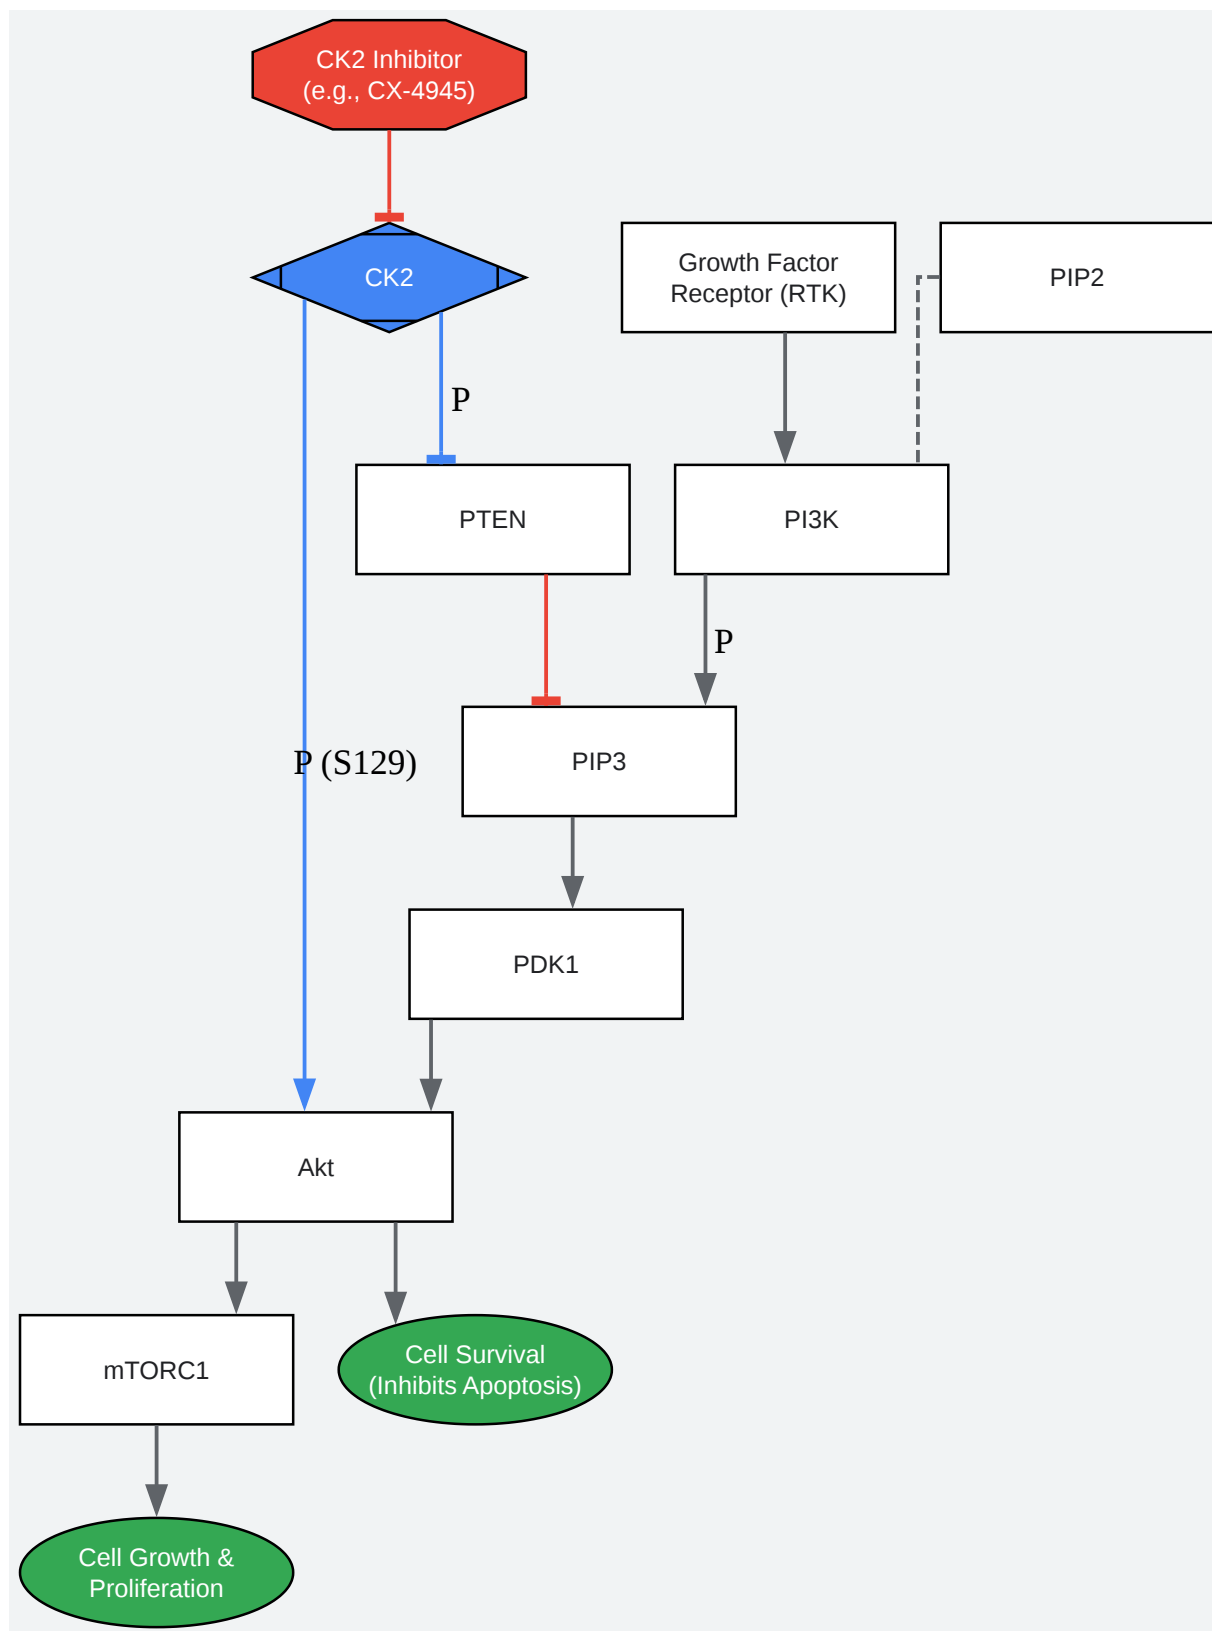 CK2 Inhibitor
(e.g., CX-4945)
CK2
Growth Factor
Receptor (RTK)
PIP2
P
PTEN
PI3K
P
P (S129)
PIP3
PDK1
Akt
mTORC1
Cell Survival
(Inhibits Apoptosis)
Cell Growth &
Proliferation